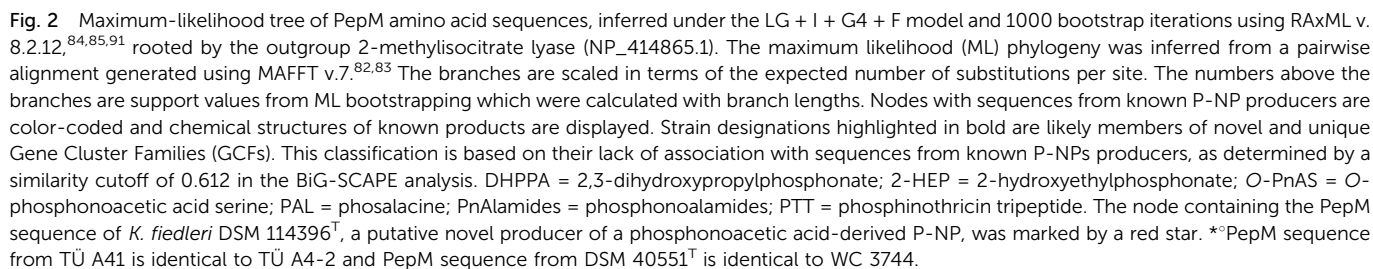 Fig. 2 Maximum-likelihood tree of PepM amino acid sequences, inferred under the LG + I + G4 + F model and 1000 bootstrap iterations using RAxML v.
8.2.12,84,85,91 rooted by the outgroup 2-methylisocitrate lyase (NP_414865.1). The maximum likelihood (ML) phylogeny was inferred from a pairwise
alignment generated using MAFFT v.7.82,83 The branches are scaled in terms of the expected number of substitutions per site. The numbers above the
branches are support values from ML bootstrapping which were calculated with branch lengths. Nodes with sequences from known P-NP producers are
color-coded and chemical structures of known products are displayed. Strain designations highlighted in bold are likely members of novel and unique
Gene Cluster Families (GCFs). This classification is based on their lack of association with sequences from known P-NPs producers, as determined by a
similarity cutoff of 0.612 in the BiG-SCAPE analysis. DHPPA = 2,3-dihydroxypropylphosphonate; 2-HEP = 2-hydroxyethylphosphonate; O-PnAS = O-
phosphonoacetic acid serine; PAL = phosalacine; PnAlamides = phosphonoalamides; PTT = phosphinothricin tripeptide. The node containing the PepM
sequence of K. fiedleri DSM 114396T, a putative novel producer of a phosphonoacetic acid-derived P-NP, was marked by a red star. *°PepM sequence
from TÜ A41 is identical to TÜ A4-2 and PepM sequence from DSM 40551T is identical to WC 3744.